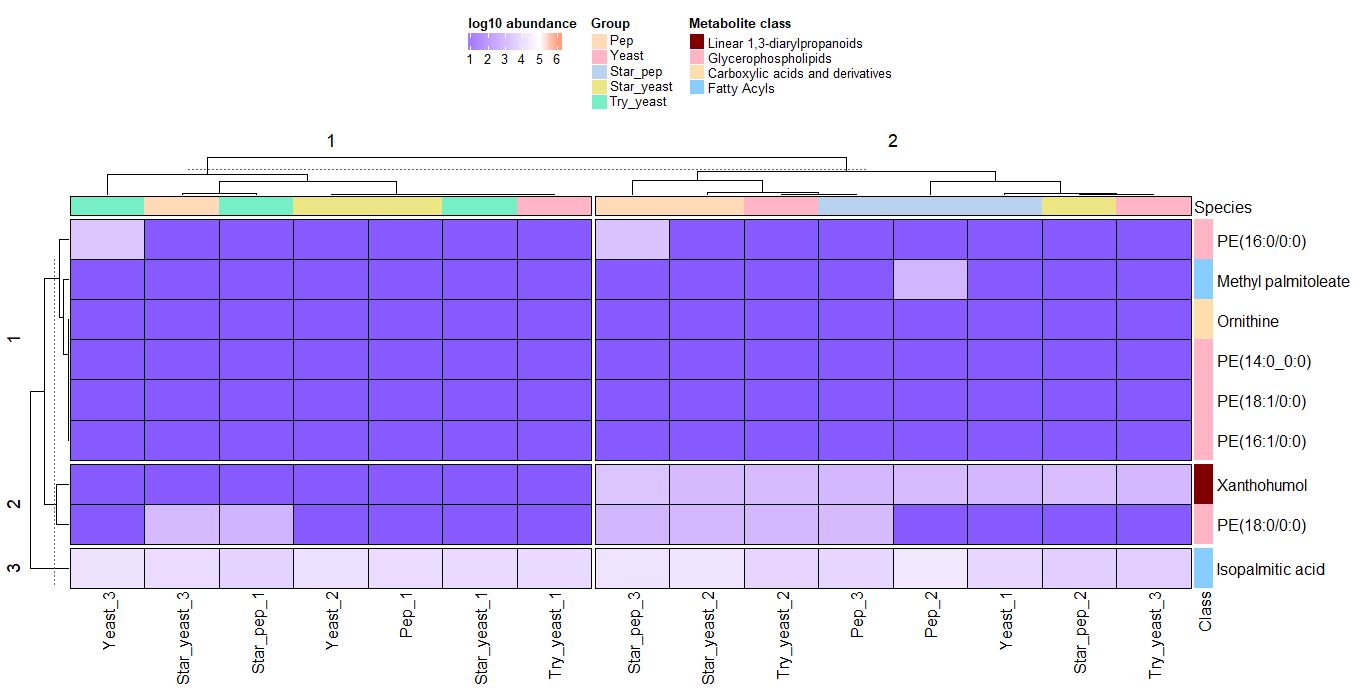 log10 abundance
1 2 3 4 5 6
Group
Pep
Yeast
Star_pep
Star_yeast
Try_yeast
Metabolite class
Linear 1,3-diarylpropanoids
Glycerophospholipids
Carboxylic acids and derivatives
Fatty Acyls
1 2
Species
PE(16:0/0:0)
Methyl palmitoleate
Ornithine
1
PE(14:0_0:0)
PE(18:1/0:0)
PE(16:1/0:0)
Xanthohumol
2
PE(18:0/0:0)
3
Isopalmitic acid
Yeast_3
Star_yeast_3
Star_pep_1
Yeast_2
Pep_1
Star_yeast_1
Try_yeast_1
Star_pep_3
Star_yeast_2
Try_yeast_2
Pep_3
Pep_2
Yeast_1
Star_pep_2
Try_yeast_3
Class